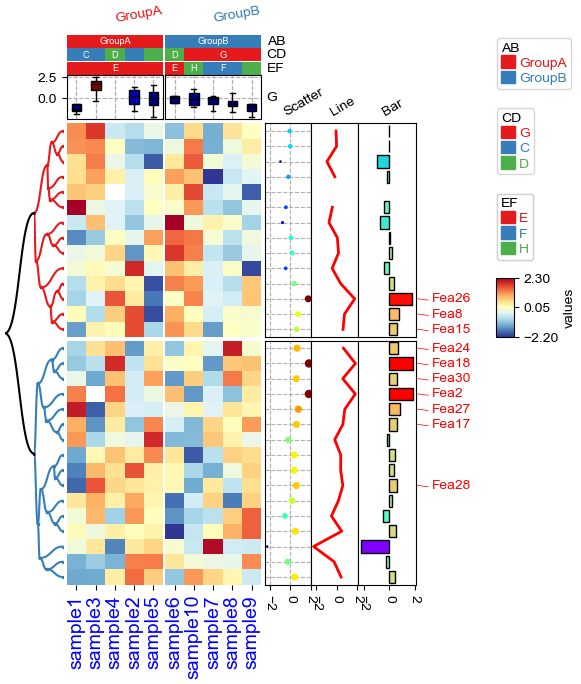 GroupA GroupB
GroupA GroupB AB
C D D G CD
E E H F EF
2.5
0.0
G
Scatter Line Bar
AB
GroupA
GroupB
CD
G
C
D
EF
E
F
H
2.30
0.05
−2.20
values
Fea26
Fea8
Fea15
Fea24
Fea18
Fea30
Fea2
Fea27
Fea17
Fea28
−2 0 2 −2 0 2 −2 0 2
sample1 sample3 sample4 sample2 sample5 sample6 sample10 sample7 sample8 sample9